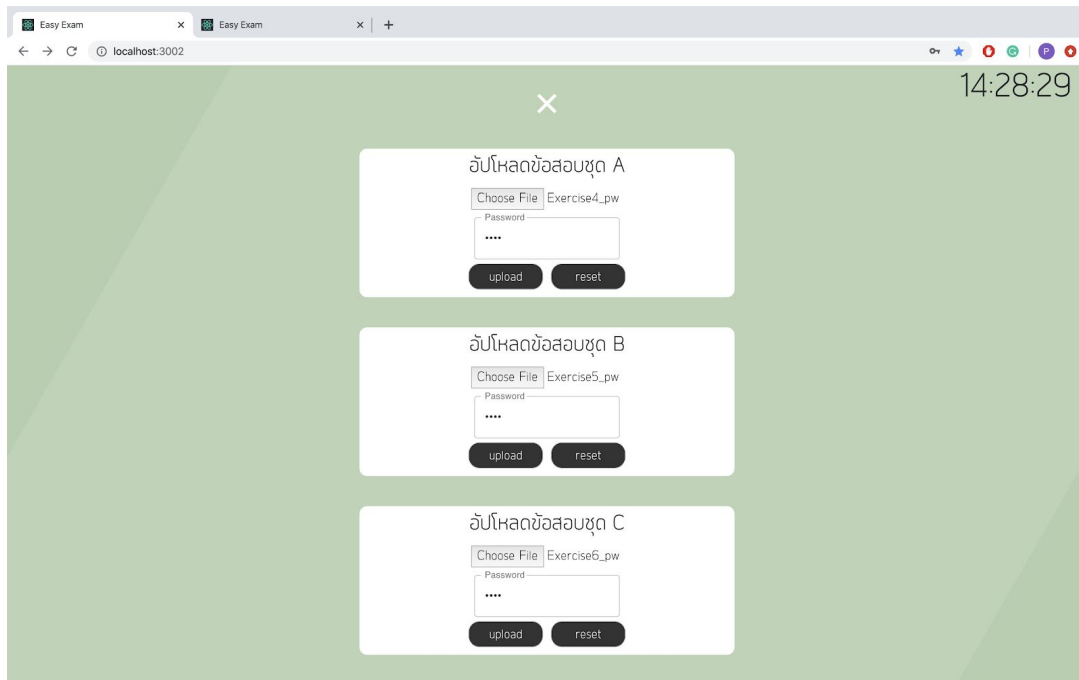 Easy Exam
Easy Exam
localhost:3002
P
14:28:29
อัปโหลดข้อสอบชุด A
Choose File Exercise4_pw
Password
••••
upload reset
อัปโหลดข้อสอบชุด B
Choose File Exercise5_pw
Password
••••
upload reset
อัปโหลดข้อสอบชุด C
Choose File Exercise6_pw
Password
••••
upload reset